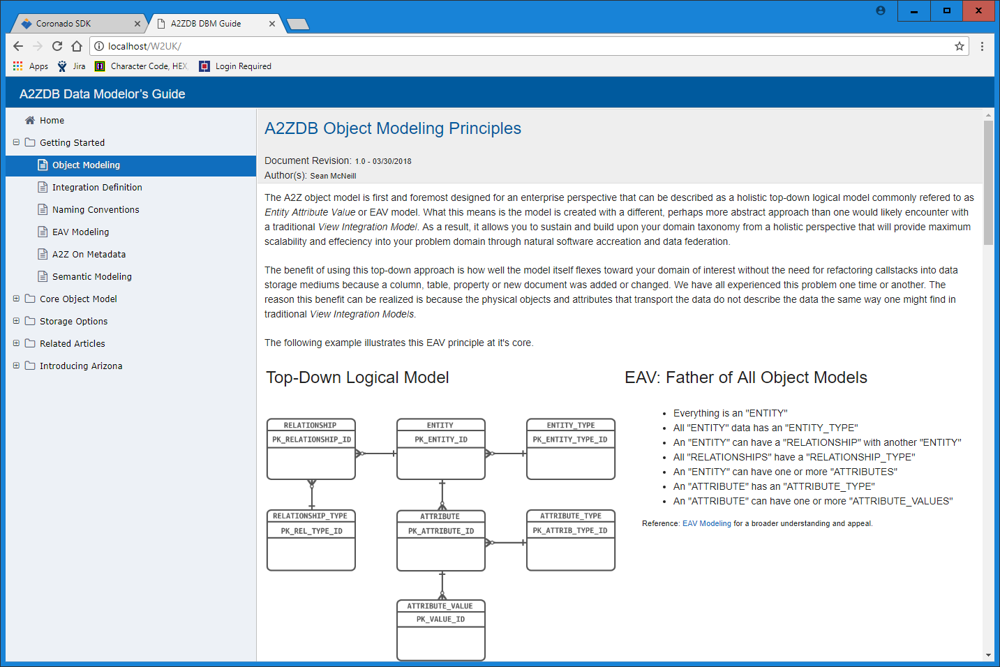 Coronado SDK
A2ZDB DBM Guide
localhost/W2UK/
Apps
Jira
Character Code, HEX,
Login Required
A2ZDB Data Modelor's Guide
Home
Getting Started
Object Modeling
Integration Definition
Naming Conventions
EAV Modeling
A2Z On Metadata
Semantic Modeling
Core Object Model
Storage Options
Related Articles
Introducing Arizona
A2ZDB Object Modeling Principles
Document Revision: 1.0 - 03/30/2018
Author(s): Sean McNeill
The A2Z object model is first and foremost designed for an enterprise perspective that can be described as a holistic top-down logical model commonly refered to as
Entity Attribute Value or EAV model. What this means is the model is created with a different, perhaps more abstract approach than one would likely encounter with
a traditional View Integration Model. As a result, it allows you to sustain and build upon your domain taxonomy from a holistic perspective that will provide maximum
scalability and effeciency into your problem domain through natural software accreation and data federation.
The benefit of using this top-down approach is how well the model itself flexes toward your domain of interest without the need for refactoring callstacks into data
storage mediums because a column, table, property or new document was added or changed. We have all experienced this problem one time or another. The
reason this benefit can be realized is because the physical objects and attributes that transport the data do not describe the data the same way one might find in
traditional View Integration Models.
The following example illustrates this EAV principle at it's core.
Top-Down Logical Model
RELATIONSHIP
PK_RELATIONSHIP_ID
ENTITY
PK_ENTITY_ID
ENTITY_TYPE
PK_ENTITY_TYPE_ID
RELATIONSHIP_TYPE
PK_REL_TYPE_ID
ATTRIBUTE
PK_ATTRIBUTE_ID
ATTRIBUTE_TYPE
PK_ATTRIB_TYPE_ID
ATTRIBUTE_VALUE
PK_VALUE_ID
EAV: Father of All Object Models
• Everything is an "ENTITY"
• All "ENTITY" data has an "ENTITY_TYPE"
• An "ENTITY" can have a "RELATIONSHIP" with another "ENTITY"
• All "RELATIONSHIPS" have a "RELATIONSHIP_TYPE"
• An "ENTITY" can have one or more "ATTRIBUTES"
• An "ATTRIBUTE" has an "ATTRIBUTE_TYPE"
• An "ATTRIBUTE" can have one or more "ATTRIBUTE_VALUES"
Reference: EAV Modeling for a broader understanding and appeal.